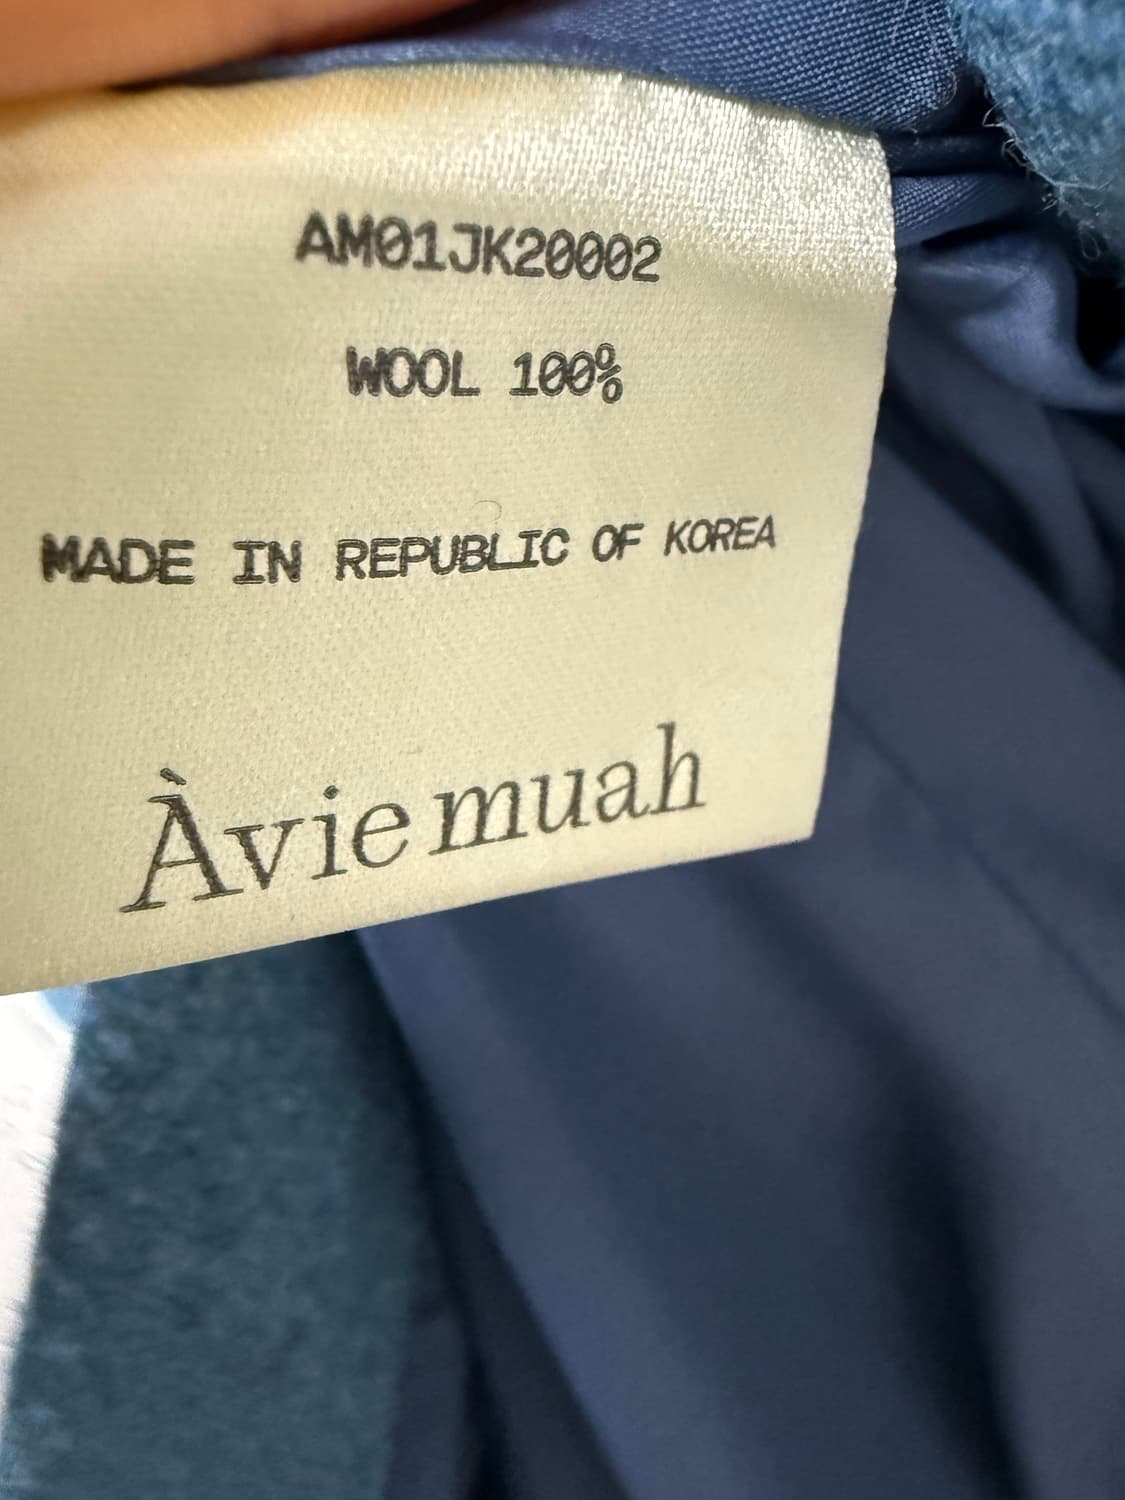 AM01JK20002
WOOL 100%
MADE IN REPUBLIC OF KOREA
Àvie muah